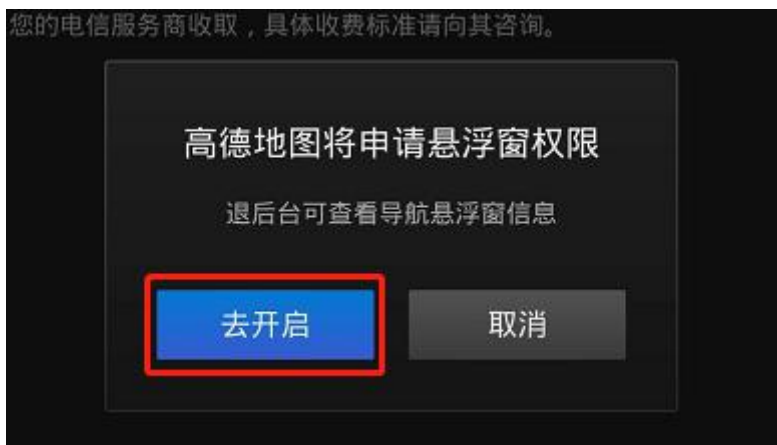 您的电信服务商收取，具体收费标准请向其咨询。
高德地图将申请悬浮窗权限
退后台可查看导航悬浮窗信息
去开启
取消